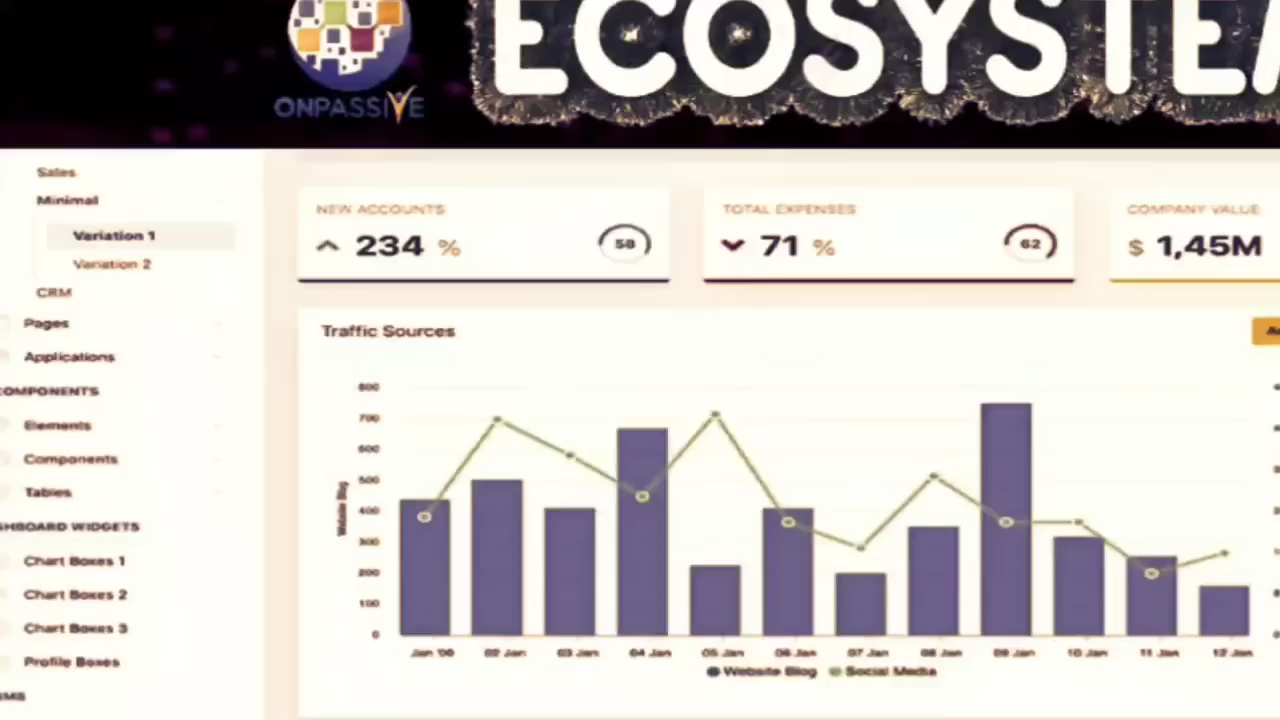 ECOSYSTEM
ONPASSIVE
Sales
Minimal
Variation 1
Variation 2
CRM
Pages
Applications
COMPONENTS
Elements
Components
Tables
SHBOARD WIDGETS
Chart Boxes 1
Chart Boxes 2
Chart Boxes 3
Profile Boxes
RMS
NEW ACCOUNTS
234 %
58
TOTAL EXPENSES
71 %
62
COMPANY VALUE
$ 1,45M
Traffic Sources
800
700
600
500
400
300
200
100
0
Website Blog
Jan '00 02 Jan 03 Jan 04 Jan 05 Jan 06 Jan 07 Jan 08 Jan 09 Jan 10 Jan 11 Jan 12 Jan
Website Blog Social Media